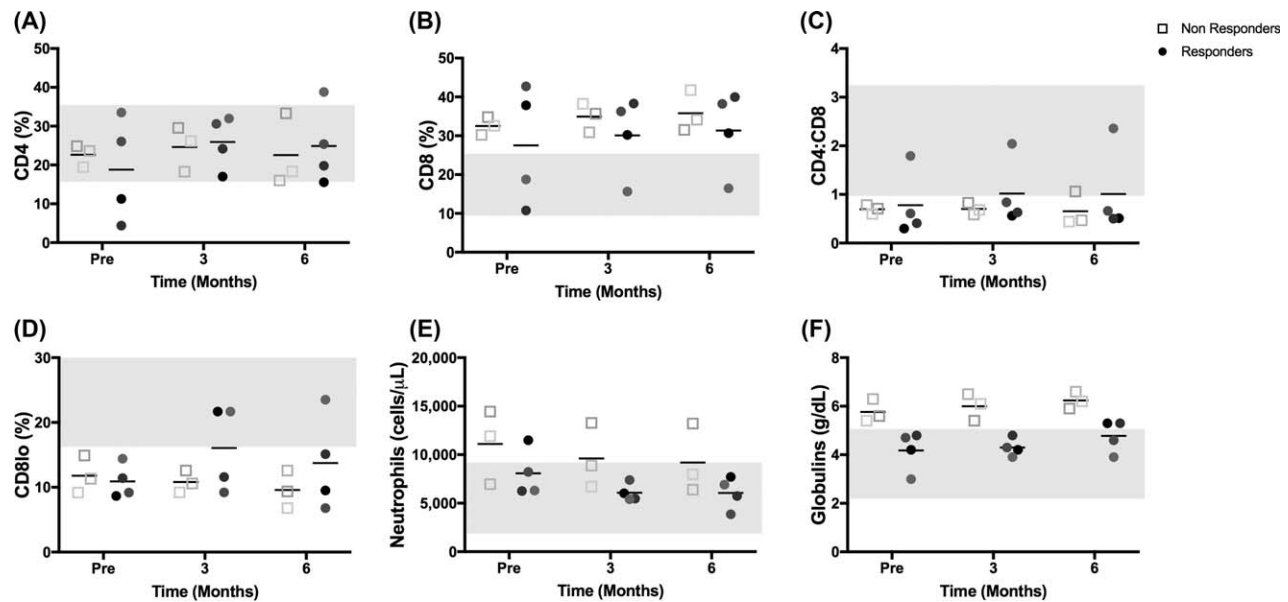 (A)
50
40
30
20
10
0
CD4 (%)
Pre
3
6
Time (Months)
(B)
50
40
30
20
10
0
CD8 (%)
Pre
3
6
Time (Months)
(C)
4
3
2
1
0
CD4:CD8
Pre
3
6
Time (Months)
Non Responders
Responders
(D)
30
20
10
0
CD8lo (%)
Pre
3
6
Time (Months)
(E)
20,000
15,000
10,000
5,000
0
Neutrophils (cells/μL)
Pre
3
6
Time (Months)
(F)
8
6
4
2
0
Globulins (g/dL)
Pre
3
6
Time (Months)